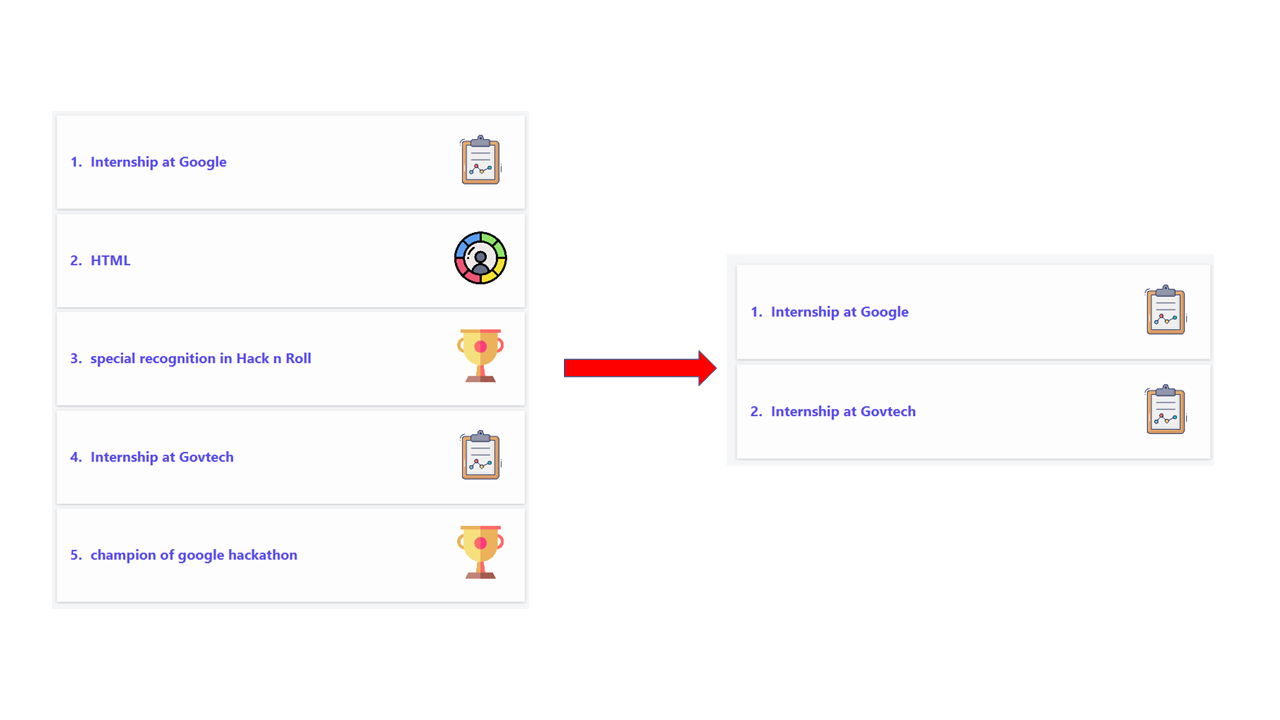 1. Internship at Google
2. HTML
3. special recognition in Hack n Roll
4. Internship at Govtech
5. champion of google hackathon
1. Internship at Google
2. Internship at Govtech